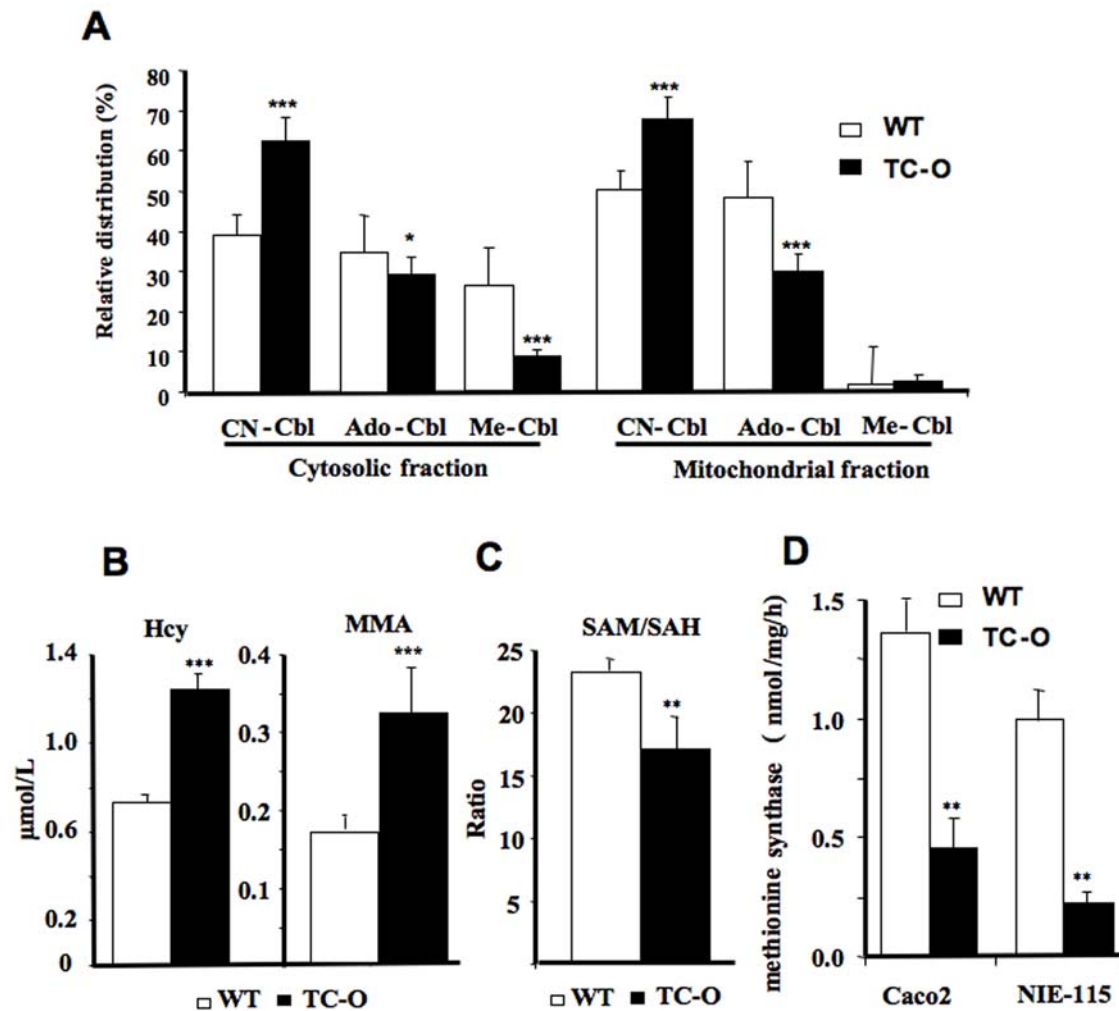 A
Relative distribution (%)
80
70
60
50
40
30
20
10
0
***
*
***
***
***
WT
TC-O
CN-Cbl Ado-Cbl Me-Cbl CN-Cbl Ado-Cbl Me-Cbl
Cytosolic fraction Mitochondrial fraction
B
Hcy
μmol/L
1.4
1.0
0.6
0.2
0
***
MMA
0.4
0.3
0.2
0.1
***
WT TC-O
C
SAM/SAH
Ratio
25
20
15
10
5
**
WT TC-O
D
methionine synthase ( nmol/mg/h)
1.5
1.0
0.5
0.0
WT
TC-O
**
**
Caco2 NIE-115